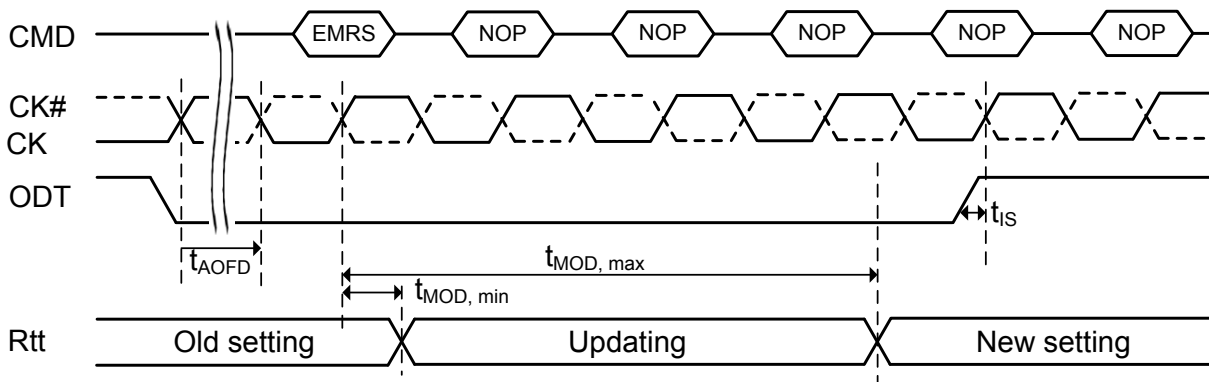 CMD EMRS NOP NOP NOP NOP NOP
CK#
CK
ODT
tIS
tAOFD
tMOD, max
tMOD, min
Rtt Old setting Updating New setting